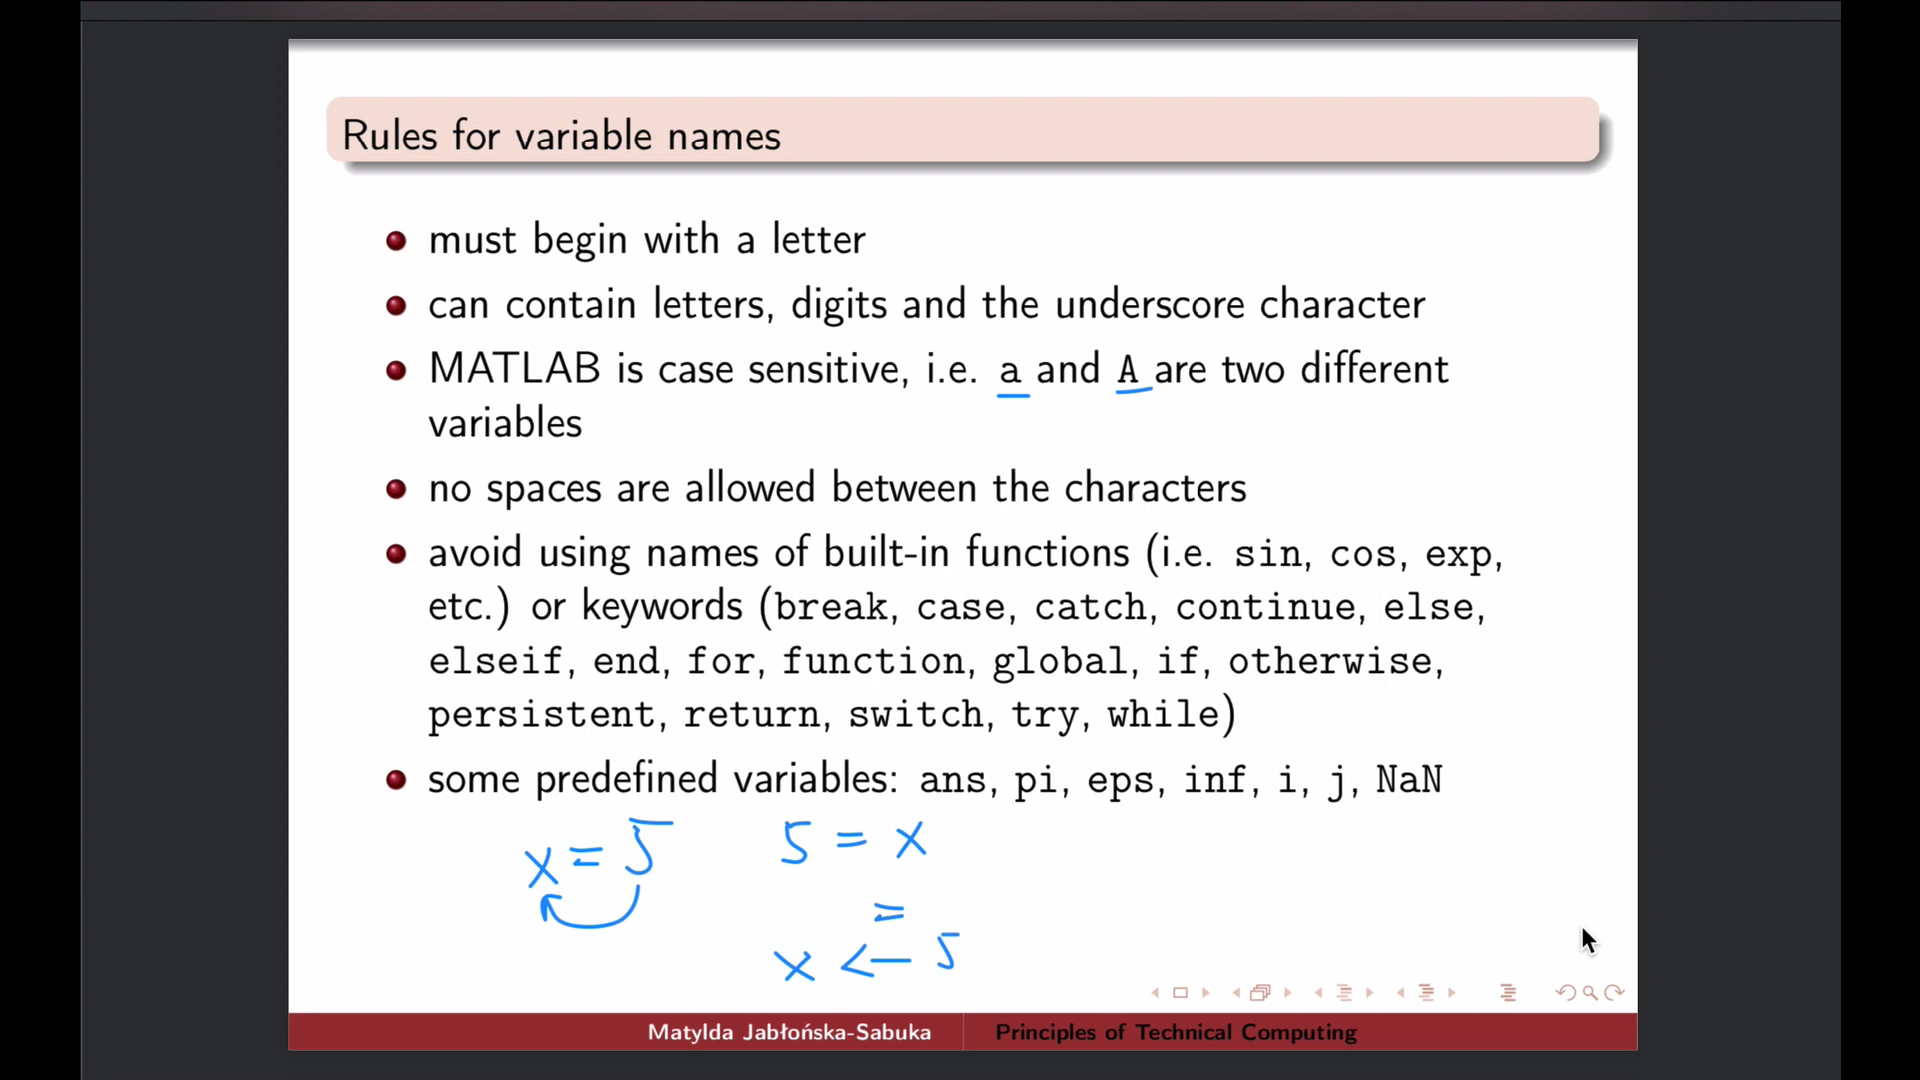 Rules for variable names
must begin with a letter
can contain letters, digits and the underscore character
MATLAB is case sensitive, i.e. a and A are two different
variables
no spaces are allowed between the characters
avoid using names of built-in functions (i.e. sin, cos, exp,
etc.) or keywords (break, case, catch, continue, else,
elseif, end, for, function, global, if, otherwise,
persistent, return, switch, try, while)
some predefined variables: ans, pi, eps, inf, i, j, NaN
x = 5
5 = x
=
x ← 5
Matylda Jabłońska-Sabuka
Principles of Technical Computing